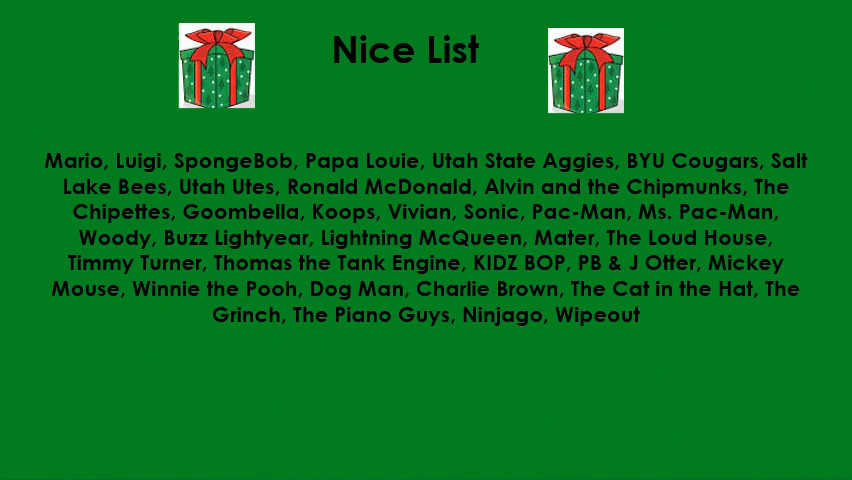 Nice List
Mario, Luigi, SpongeBob, Papa Louie, Utah State Aggies, BYU Cougars, Salt
Lake Bees, Utah Utes, Ronald McDonald, Alvin and the Chipmunks, The
Chipettes, Goombella, Koops, Vivian, Sonic, Pac-Man, Ms. Pac-Man,
Woody, Buzz Lightyear, Lightning McQueen, Mater, The Loud House,
Timmy Turner, Thomas the Tank Engine, KIDZ BOP, PB & J Otter, Mickey
Mouse, Winnie the Pooh, Dog Man, Charlie Brown, The Cat in the Hat, The
Grinch, The Piano Guys, Ninjago, Wipeout